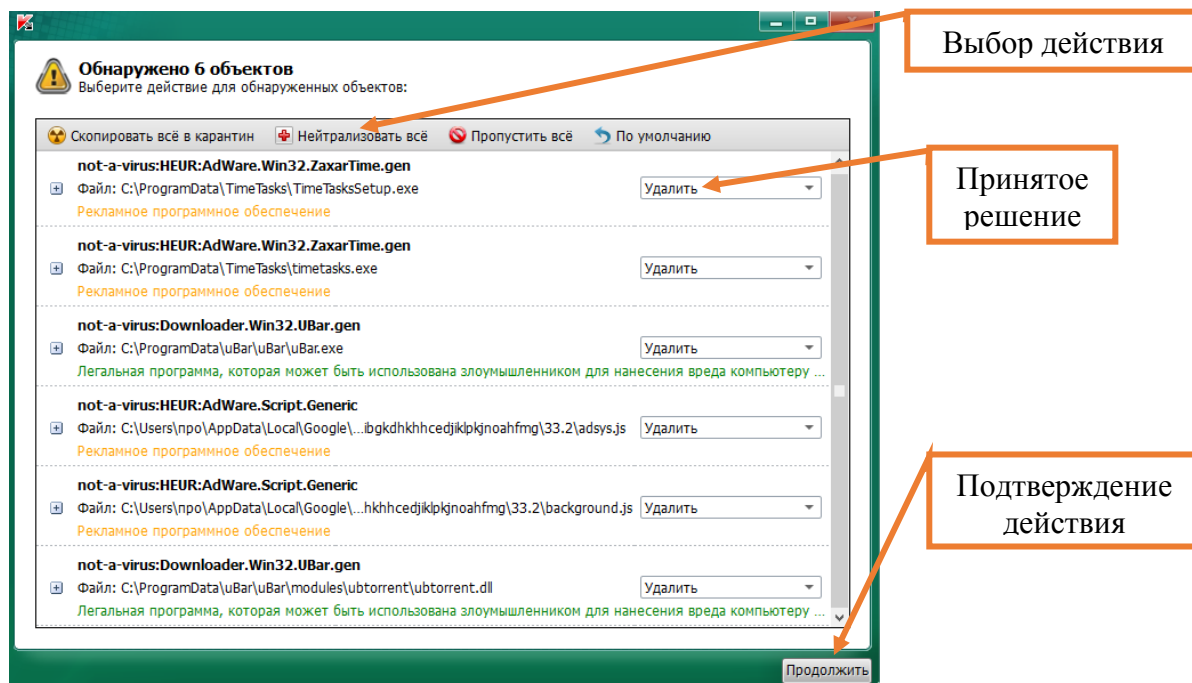 Выбор действия
Обнаружено 6 объектов
Выберите действие для обнаруженных объектов:
Скопировать всё в карантин Нейтрализовать всё Пропустить всё По умолчанию
not-a-virus:HEUR:AdWare.Win32.ZaxarTime.gen
Файл: C:\ProgramData\TimeTasks\TimeTasksSetup.exe Удалить
Рекламное программное обеспечение
Принятое
решение
not-a-virus:HEUR:AdWare.Win32.ZaxarTime.gen
Файл: C:\ProgramData\TimeTasks\timetasks.exe Удалить
Рекламное программное обеспечение
not-a-virus:Downloader.Win32.UBar.gen
Файл: C:\ProgramData\uBar\uBar\uBar.exe Удалить
Легальная программа, которая может быть использована злоумышленником для нанесения вреда компьютеру ...
not-a-virus:HEUR:AdWare.Script.Generic
Файл: C:\Users\про\AppData\Local\Google\...ibgkdhkhhcedjiklpkjnoahfmg\33.2\adsys.js Удалить
Рекламное программное обеспечение
not-a-virus:HEUR:AdWare.Script.Generic
Файл: C:\Users\про\AppData\Local\Google\...hkhhcedjiklpkjnoahfmg\33.2\background.js Удалить
Рекламное программное обеспечение
Подтверждение
действия
not-a-virus:Downloader.Win32.UBar.gen
Файл: C:\ProgramData\uBar\uBar\modules\ubtorrent\ubtorrent.dll Удалить
Легальная программа, которая может быть использована злоумышленником для нанесения вреда компьютеру ...
Продолжить